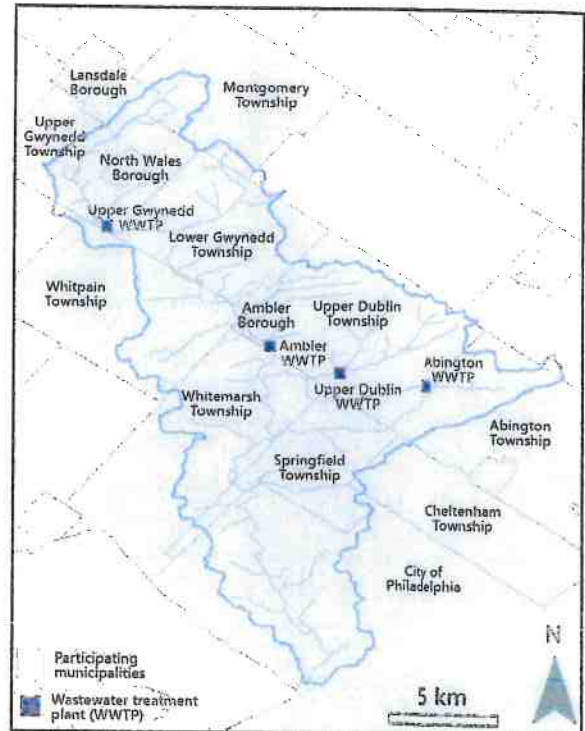 Lansdale
Borough
Montgomery
Township
Upper
Gwynedd
Township
North Wales
Borough
Upper Gwynedd
WWTP
Lower Gwynedd
Township
Whitpain
Township
Ambler
Borough
Upper Dublin
Township
Ambler
WWTP
Abington
WWTP
Upper Dublin
WWTP
Whitemarsh
Township
Abington
Township
Springfield
Township
Cheltenham
Township
City of
Philadelphia
N
Participating
municipalities
5 km
Wastewater treatment
plant (WWTP)